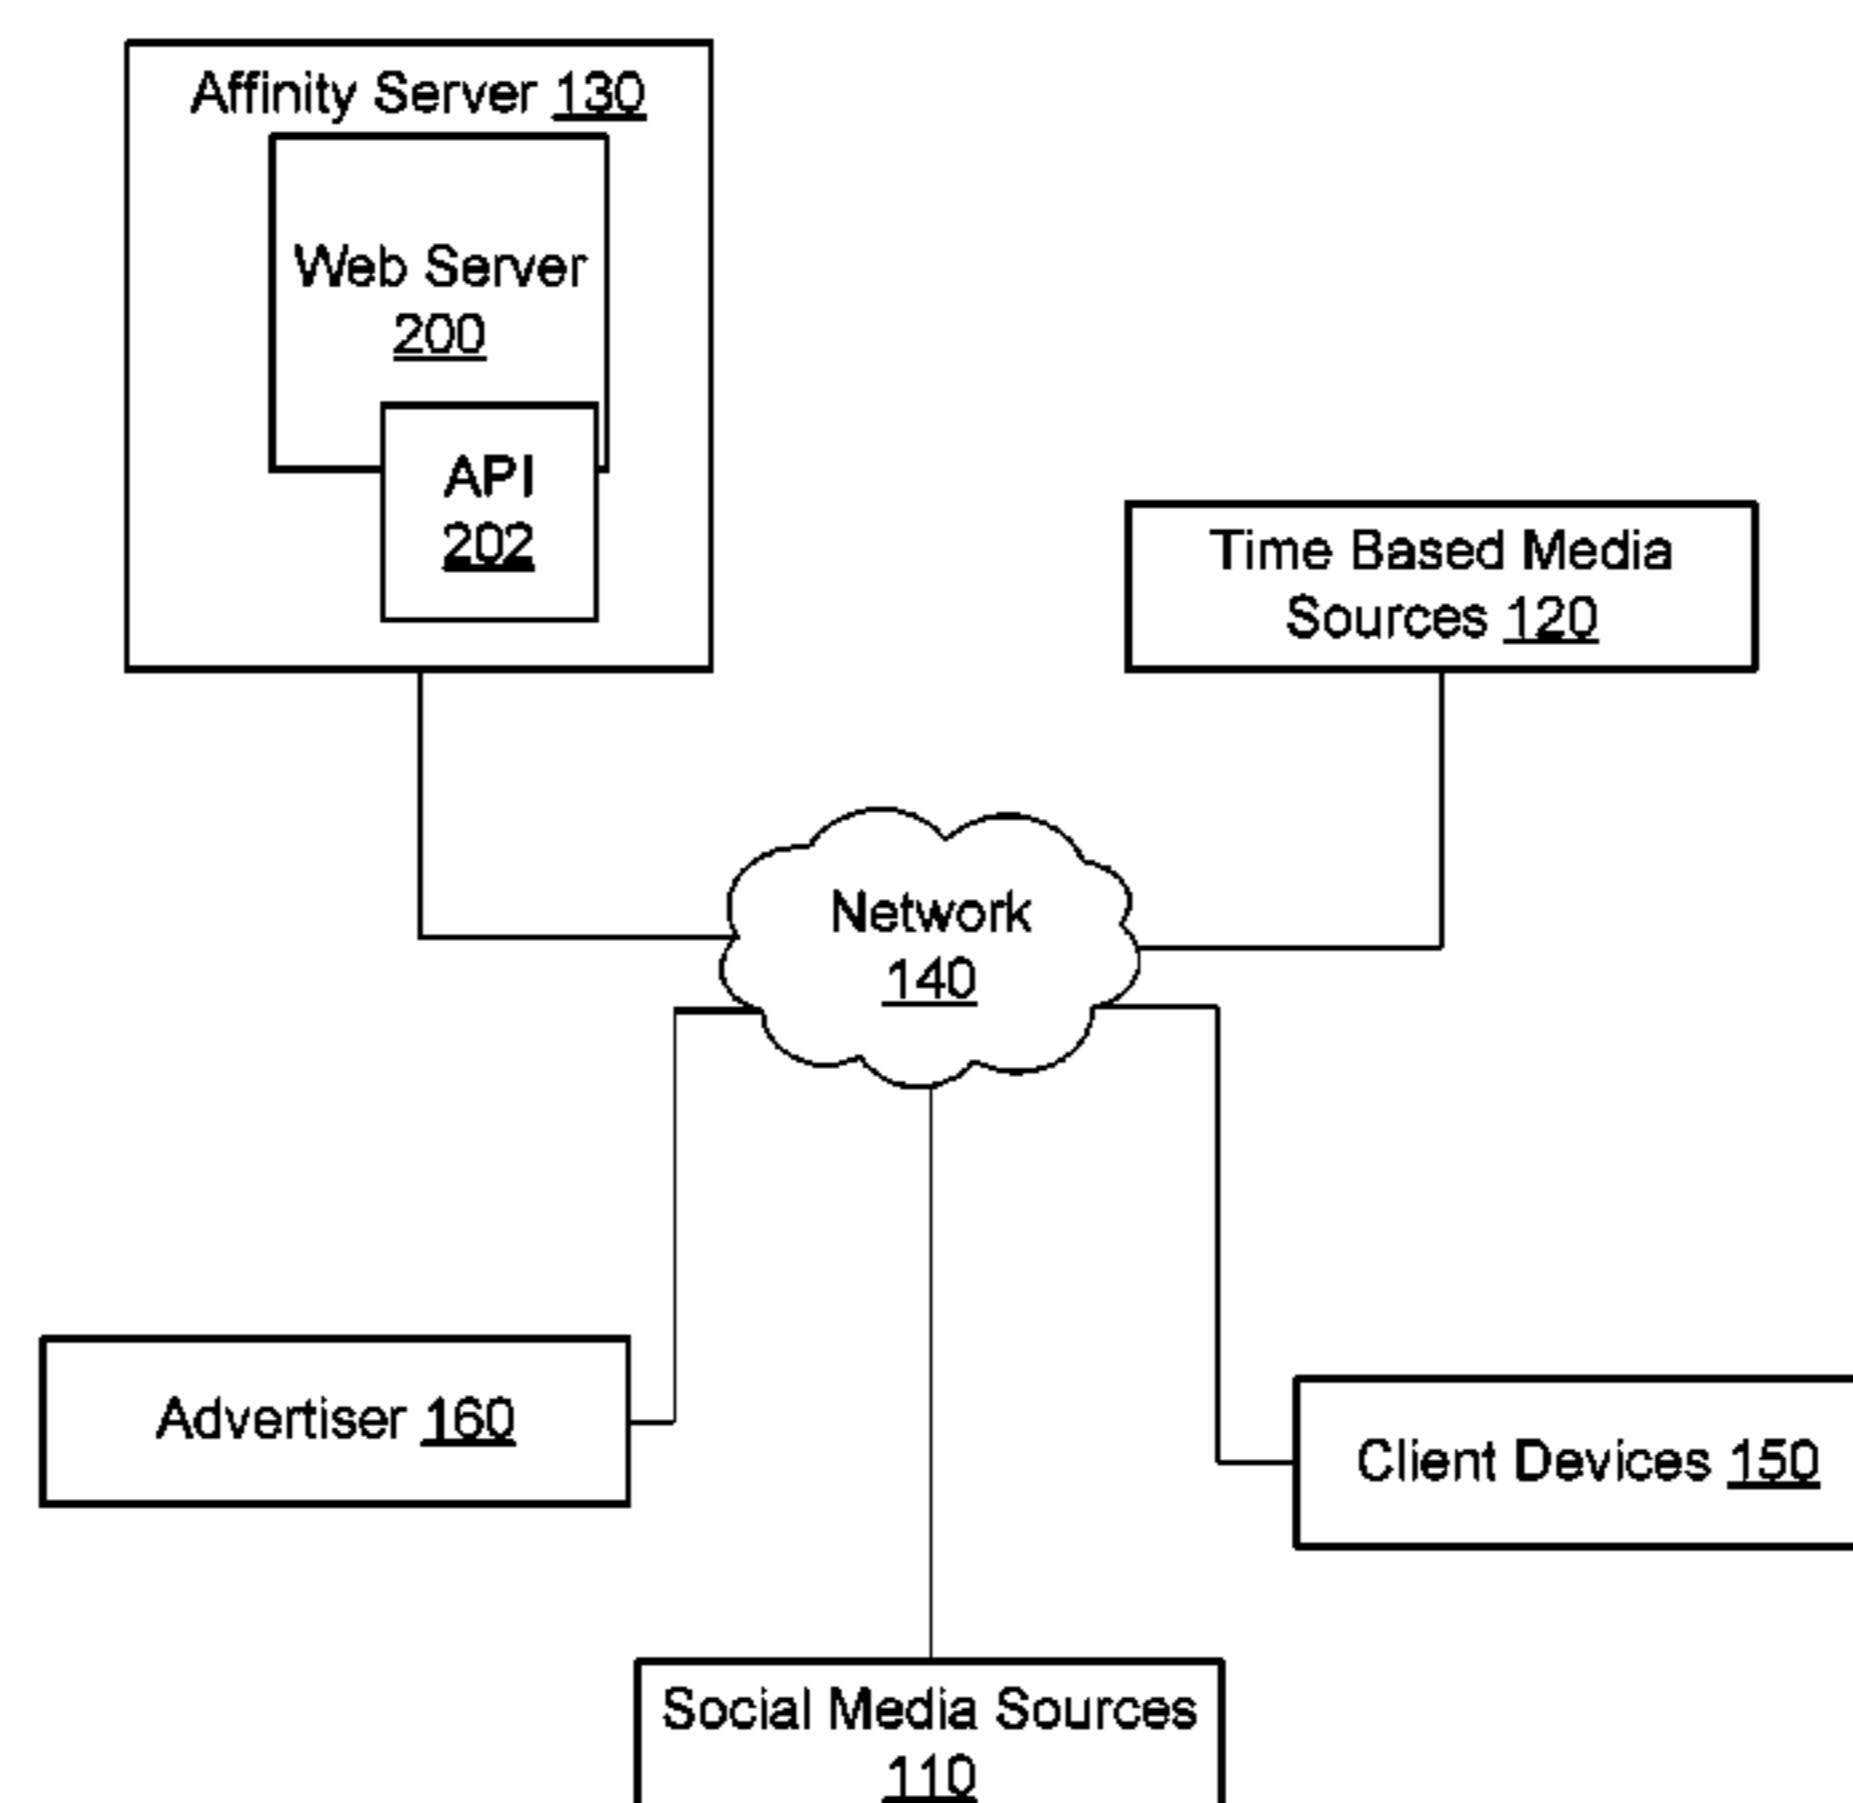 Affinity Server 130
Web Server
200
API
202
Time Based Media
Sources 120
Network
140
Advertiser 160
Client Devices 150
Social Media Sources
110